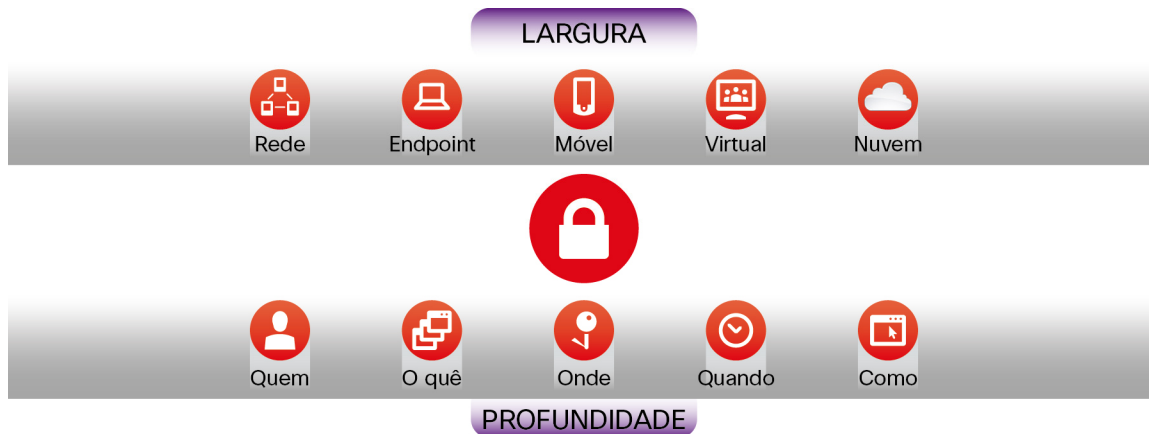 LARGURA
Rede Endpoint Móvel Virtual Nuvem
Quem O quê Onde Quando Como
PROFUNDIDADE